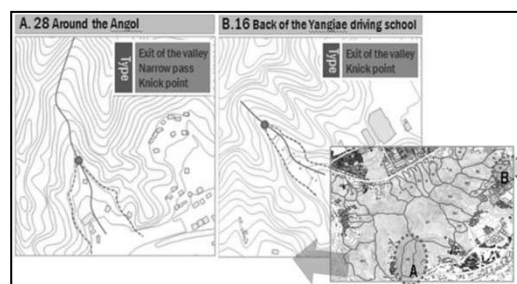 A. 28 Around the Angol
Type
Exit of the valley
Narrow pass
Knick point
B.16 Back of the Yangjae driving school
Type
Exit of the valley
Knick point
B
A